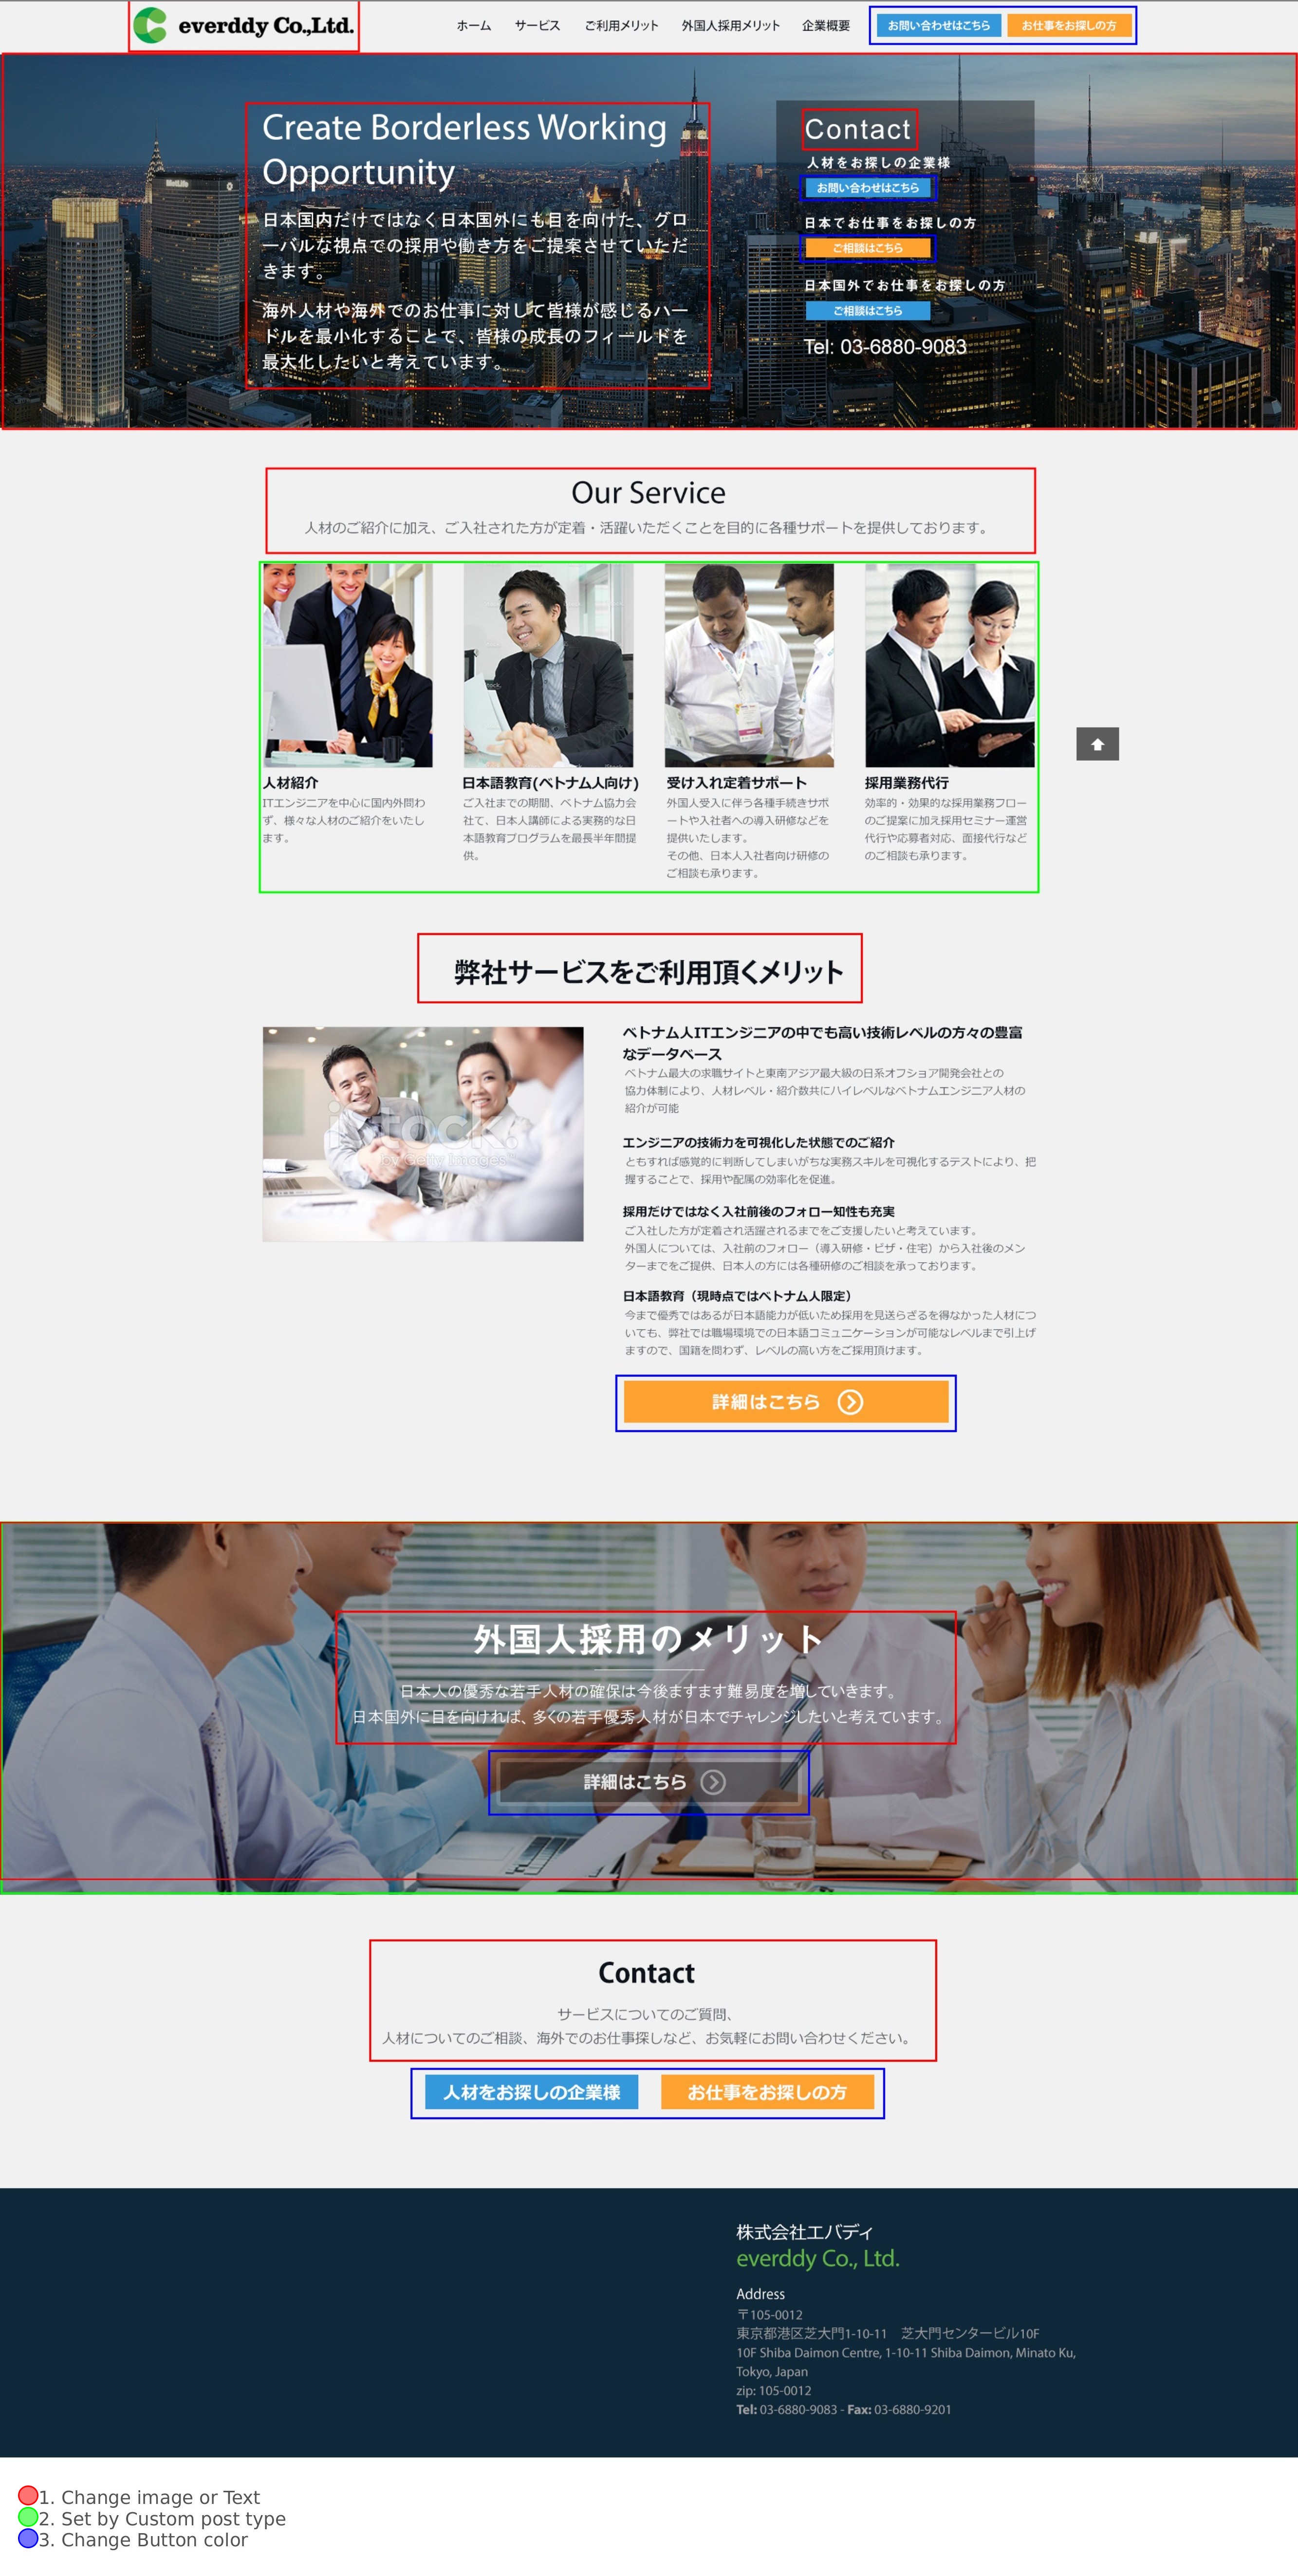 everddy Co.,Ltd.
ホーム サービス ご利用メリット 外国人採用メリット 企業概要 お問い合わせはこちら お仕事をお探しの方
Create Borderless Working
Opportunity
日本国内だけではなく日本国外にも目を向けた、グロ
ーバルな視点での採用や働き方をご提案させていただ
きます。
海外人材や海外でのお仕事に対して皆様が感じるハー
ドルを最小化することで、皆様の成長のフィールドを
最大化したいと考えています。
MetLife
Contact
人材をお探しの企業様
お問い合わせはこちら
日本でお仕事をお探しの方
ご相談はこちら
日本国外でお仕事をお探しの方
ご相談はこちら
Tel: 03-6880-9083
Our Service
人材のご紹介に加え、ご入社された方が定着・活躍いただくことを目的に各種サポートを提供しております。
人材紹介
ITエンジニアを中心に国内外問わ
ず、様々な人材のご紹介をいたし
ます。
日本語教育(ベトナム人向け)
ご入社までの期間、ベトナム協力会
社て、日本人講師による実務的な日
本語教育プログラムを最長半年間提
供。
受け入れ定着サポート
外国人受入に伴う各種手続きサポ
ートや入社者への導入研修などを
提供いたします。
その他、日本人入社者向け研修の
ご相談も承ります。
採用業務代行
効率的・効果的な採用業務フロー
のご提案に加え採用セミナー運営
代行や応募者対応、面接代行など
のご相談も承ります。
弊社サービスをご利用頂くメリット
iStock.
by Getty Images
ベトナム人ITエンジニアの中でも高い技術レベルの方々の豊富
なデータベース
ベトナム最大の求職サイトと東南アジア最大級の日系オフショア開発会社との
協力体制により、人材レベル・紹介数共にハイレベルなベトナムエンジニア人材の
紹介が可能
エンジニアの技術力を可視化した状態でのご紹介
ともすれば感覚的に判断してしまいがちな実務スキルを可視化するテストにより、把
握することで、採用や配属の効率化を促進。
採用だけではなく入社前後のフォロー知性も充実
ご入社した方が定着され活躍されるまでをご支援したいと考えています。
外国人については、入社前のフォロー（導入研修・ビザ・住宅）から入社後のメン
ターまでをご提供、日本人の方には各種研修のご相談を承っております。
日本語教育（現時点ではベトナム人限定）
今まで優秀ではあるが日本語能力が低いため採用を見送らざるを得なかった人材につ
いても、弊社では職場環境での日本語コミュニケーションが可能なレベルまで引上げ
ますので、国籍を問わず、レベルの高い方をご採用頂けます。
詳細はこちら
外国人採用のメリット
日本人の優秀な若手人材の確保は今後ますます難易度を増していきます。
日本国外に目を向ければ、多くの若手優秀人材が日本でチャレンジしたいと考えています。
詳細はこちら
Contact
サービスについてのご質問、
人材についてのご相談、海外でのお仕事探しなど、お気軽にお問い合わせください。
人材をお探しの企業様 お仕事をお探しの方
株式会社エバディ
everddy Co., Ltd.
Address
〒105-0012
東京都港区芝大門1-10-11　芝大門センタービル10F
10F Shiba Daimon Centre, 1-10-11 Shiba Daimon, Minato Ku,
Tokyo, Japan
zip: 105-0012
Tel: 03-6880-9083 - Fax: 03-6880-9201
1. Change image or Text
2. Set by Custom post type
3. Change Button color